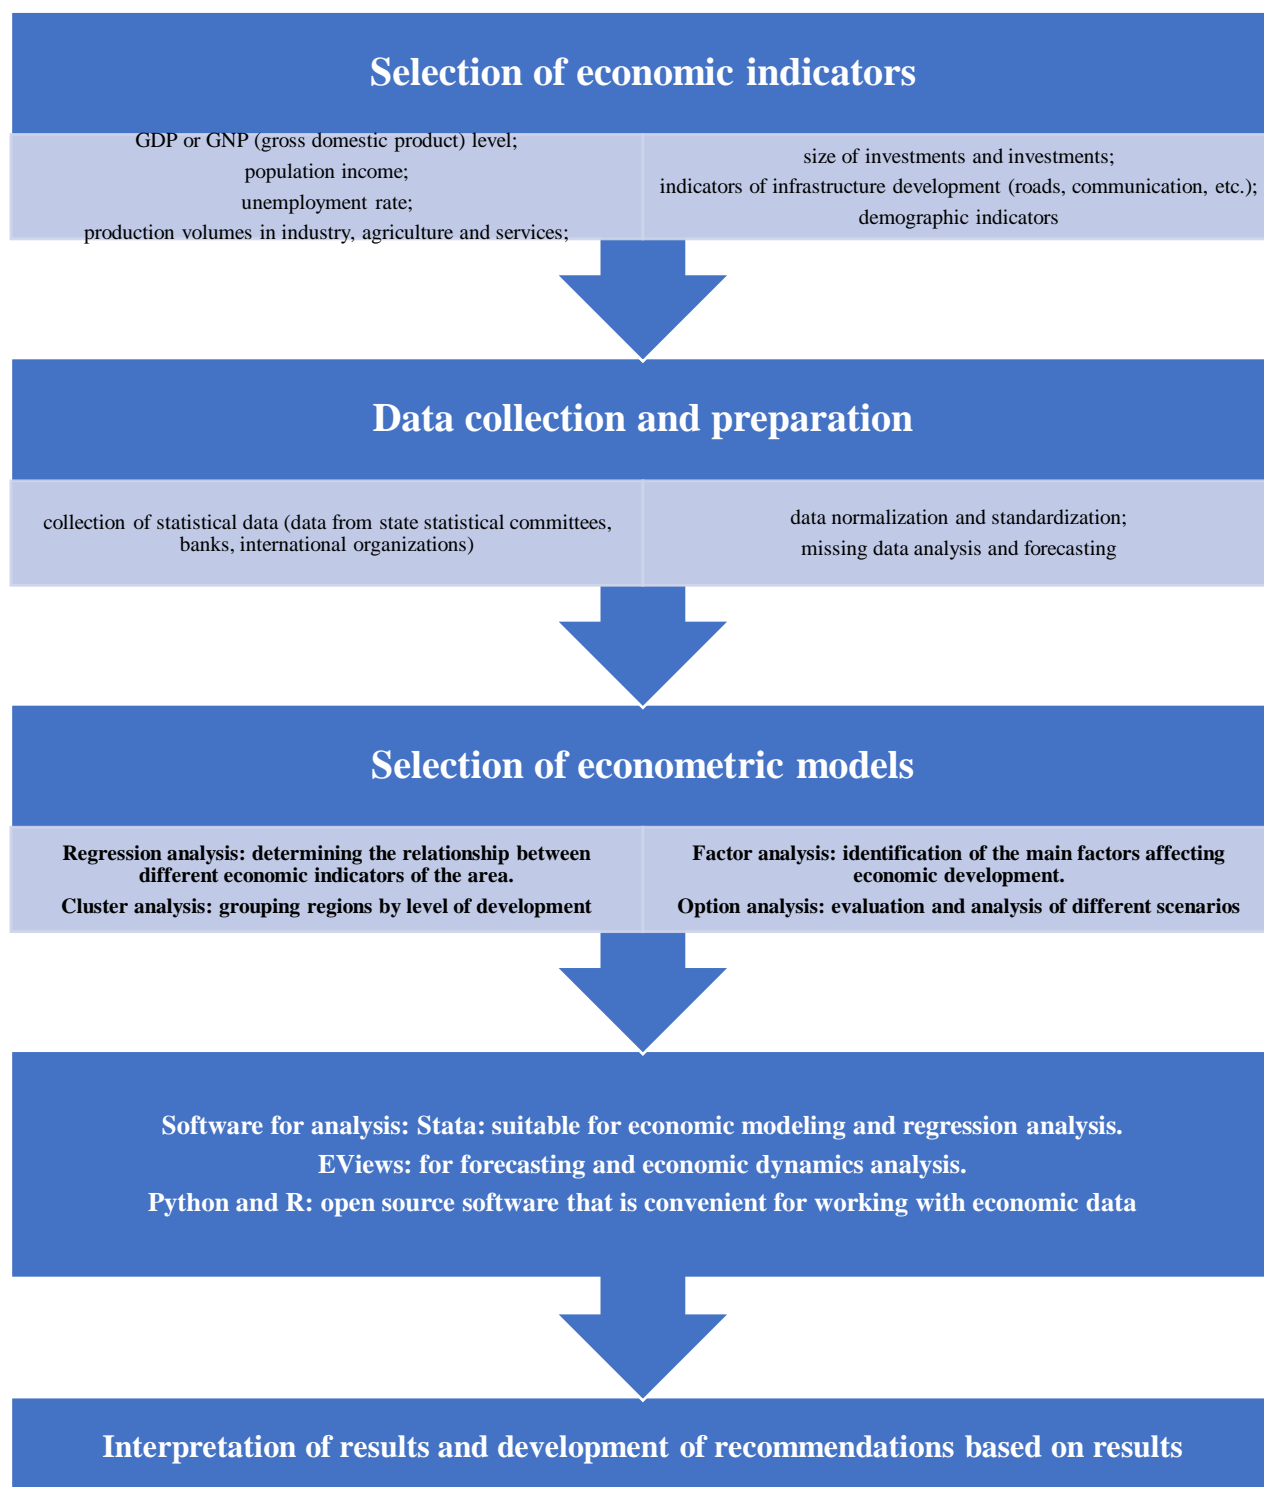 Selection of economic indicators
GDP or GNP (gross domestic product) level;
population income;
unemployment rate;
production volumes in industry, agriculture and services;
size of investments and investments;
indicators of infrastructure development (roads, communication, etc.);
demographic indicators
Data collection and preparation
collection of statistical data (data from state statistical committees,
banks, international organizations)
data normalization and standardization;
missing data analysis and forecasting
Selection of econometric models
Regression analysis: determining the relationship between
different economic indicators of the area.
Cluster analysis: grouping regions by level of development
Factor analysis: identification of the main factors affecting
economic development.
Option analysis: evaluation and analysis of different scenarios
Software for analysis: Stata: suitable for economic modeling and regression analysis.
EViews: for forecasting and economic dynamics analysis.
Python and R: open source software that is convenient for working with economic data
Interpretation of results and development of recommendations based on results